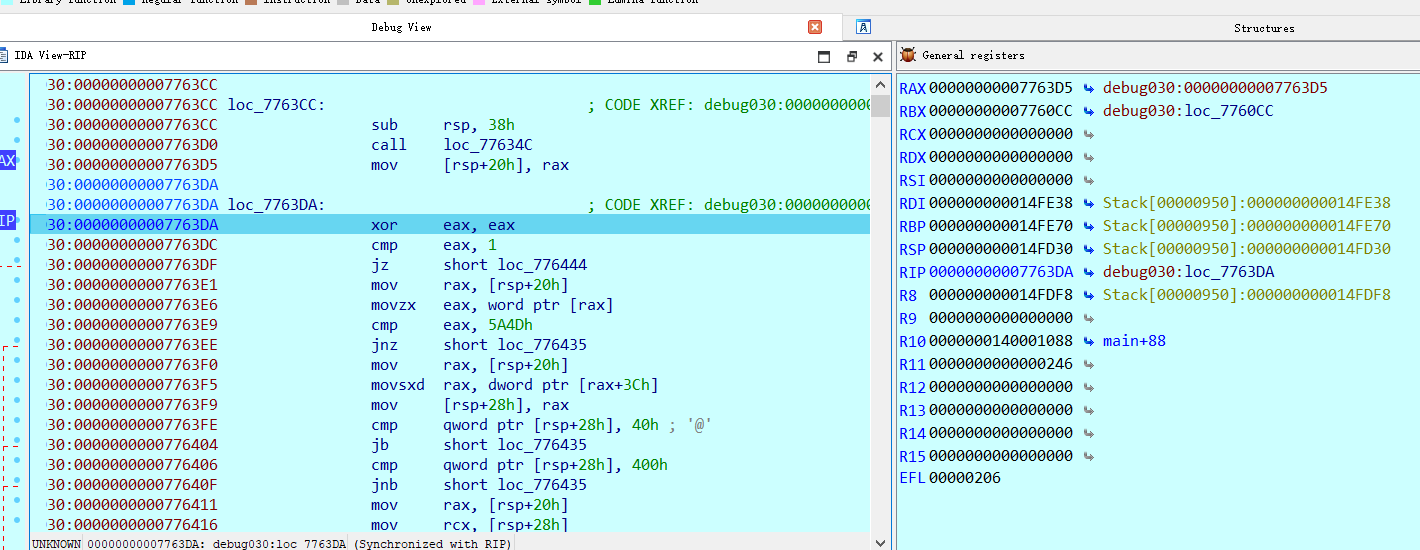 Library function Regular function Instruction Data Unexplored External symbol Lumina function
Debug View
Structures
IDA View-RIP
General registers
30:00000000007763CC
30:00000000007763CC loc_7763CC: ; CODE XREF: debug030:000000000
30:00000000007763CC sub rsp, 38h
30:00000000007763D0 call loc_77634C
30:00000000007763D5 mov [rsp+20h], rax
30:00000000007763DA
30:00000000007763DA loc_7763DA: ; CODE XREF: debug030:000000000
30:00000000007763DA xor eax, eax
30:00000000007763DC cmp eax, 1
30:00000000007763DF jz short loc_776444
30:00000000007763E1 mov rax, [rsp+20h]
30:00000000007763E6 movzx eax, word ptr [rax]
30:00000000007763E9 cmp eax, 5A4Dh
30:00000000007763EE jnz short loc_776435
30:00000000007763F0 mov rax, [rsp+20h]
30:00000000007763F5 movsxd rax, dword ptr [rax+3Ch]
30:00000000007763F9 mov [rsp+28h], rax
30:00000000007763FE cmp qword ptr [rsp+28h], 40h ; '@'
30:0000000000776404 jb short loc_776435
30:0000000000776406 cmp qword ptr [rsp+28h], 400h
30:000000000077640F jnb short loc_776435
30:0000000000776411 mov rax, [rsp+20h]
30:0000000000776416 mov rcx, [rsp+28h]
UNKNOWN 00000000007763DA: debug030:loc_7763DA (Synchronized with RIP)
AX
IP
RAX 00000000007763D5 debug030:00000000007763D5
RBX 00000000007760CC debug030:loc_7760CC
RCX 0000000000000000
RDX 0000000000000000
RSI 0000000000000000
RDI 000000000014FE38 Stack[00000950]:000000000014FE38
RBP 000000000014FE70 Stack[00000950]:000000000014FE70
RSP 000000000014FD30 Stack[00000950]:000000000014FD30
RIP 00000000007763DA debug030:loc_7763DA
R8 000000000014FDF8 Stack[00000950]:000000000014FDF8
R9 0000000000000000
R10 0000000140001088 main+88
R11 0000000000000246
R12 0000000000000000
R13 0000000000000000
R14 0000000000000000
R15 0000000000000000
EFL 00000206